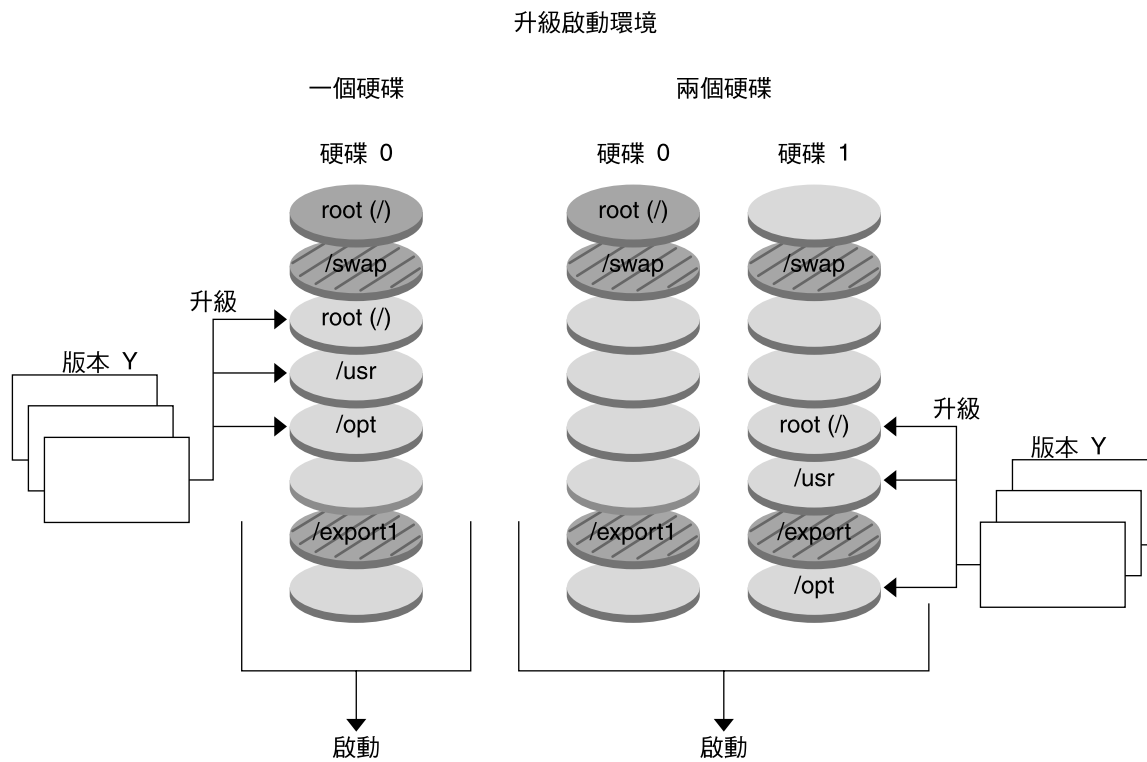 升級啟動環境
一個硬碟
兩個硬碟
硬碟 0
硬碟 0
硬碟 1
root (/)
/swap
升級
root (/)
版本 Y
/usr
/opt
/export1
啟動
root (/)
/swap
/export1
/swap
root (/)
升級
/usr
版本 Y
/export
/opt
啟動